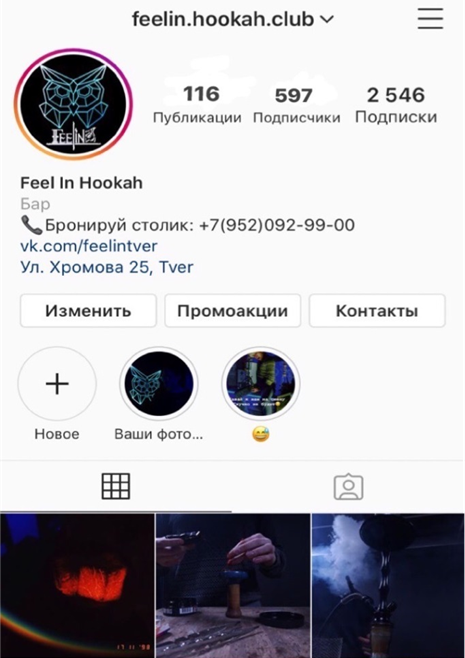 feelin.hookah.club
116
597
2 546
Публикации
Подписчики
Подписки
FEELIN
Feel In Hookah
Бар
📞Бронируй столик: +7(952)092-99-00
vk.com/feelintver
Ул. Хромова 25, Tver
Изменить
Промоакции
Контакты
Новое
Ваши фото...
😅